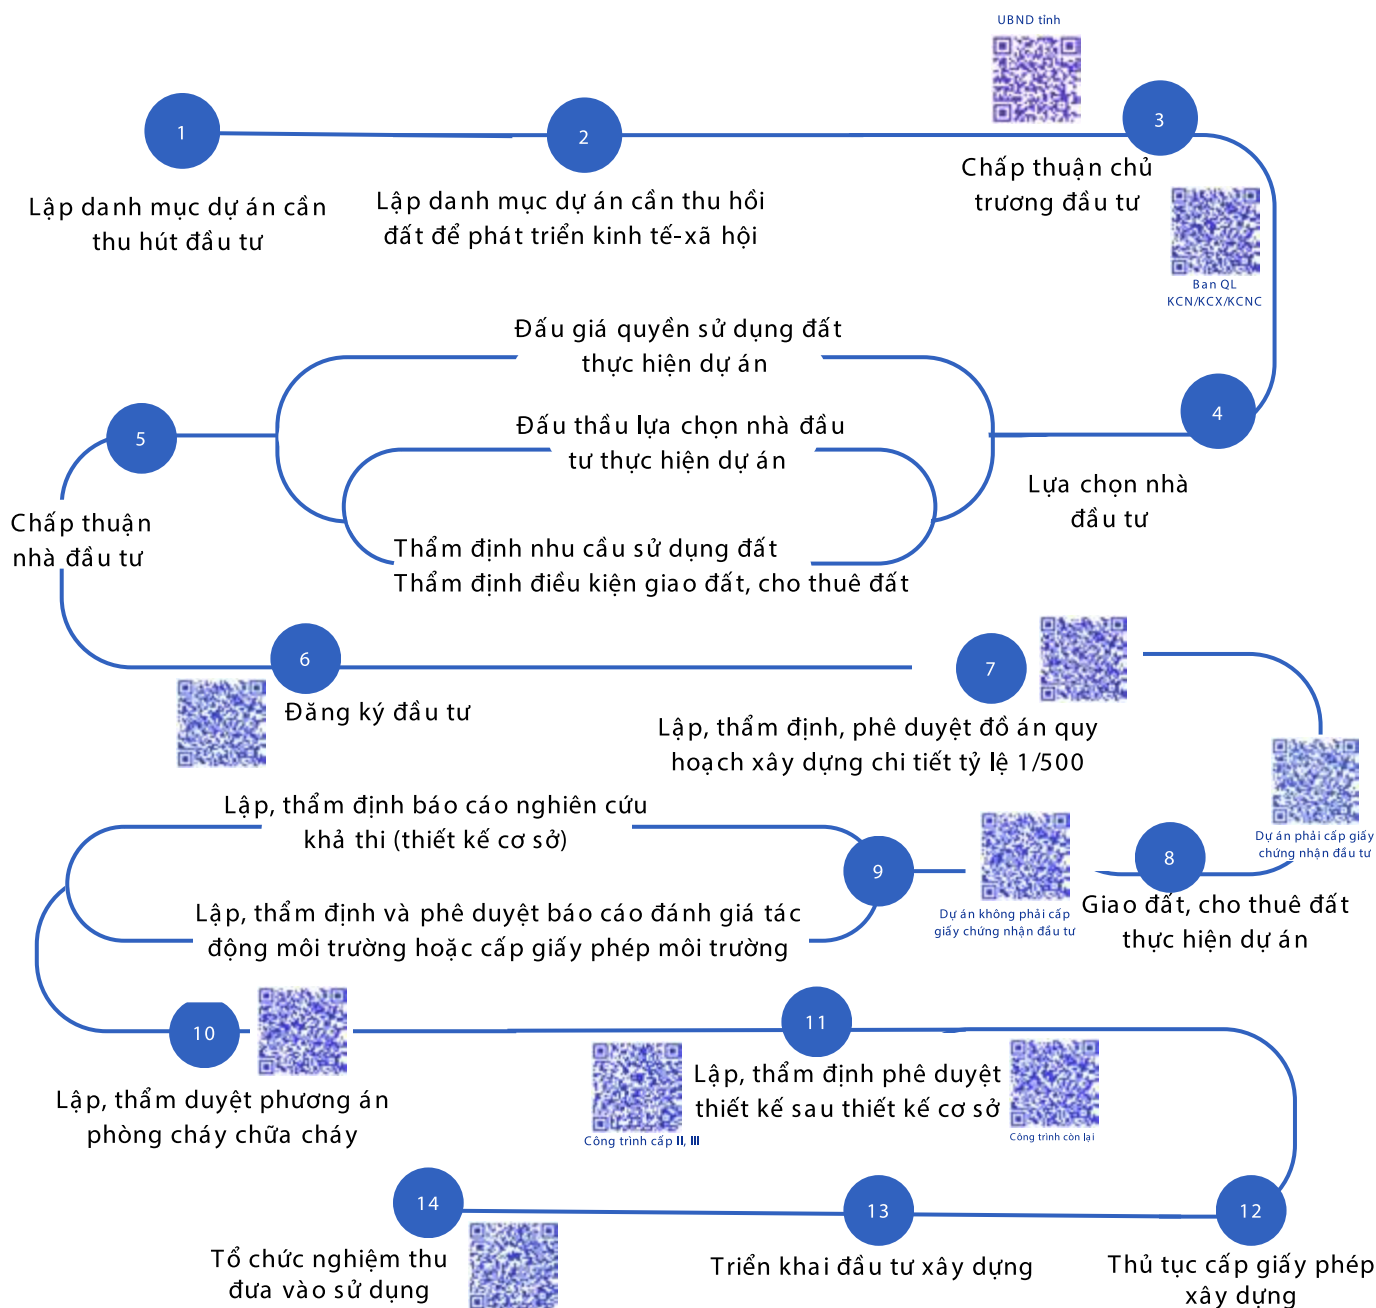 UBND tỉnh
1
2
3
Lập danh mục dự án cần
thu hút đầu tư
Lập danh mục dự án cần thu hồi
đất để phát triển kinh tế-xã hội
Chấp thuận chủ
trương đầu tư
Ban QL
KCN/KCX/KCNC
Đấu giá quyền sử dụng đất
thực hiện dự án
4
5
Đấu thầu lựa chọn nhà đầu
tư thực hiện dự án
Lựa chọn nhà
đầu tư
Chấp thuận
nhà đầu tư
Thẩm định nhu cầu sử dụng đất
Thẩm định điều kiện giao đất, cho thuê đất
6
7
Đăng ký đầu tư
Lập, thẩm định, phê duyệt đồ án quy
hoạch xây dựng chi tiết tỷ lệ 1/500
Dự án phải cấp giấy
chứng nhận đầu tư
8
Giao đất, cho thuê đất
thực hiện dự án
Dự án không phải cấp
giấy chứng nhận đầu tư
9
Lập, thẩm định báo cáo nghiên cứu
khả thi (thiết kế cơ sở)
Lập, thẩm định và phê duyệt báo cáo đánh giá tác
động môi trường hoặc cấp giấy phép môi trường
10
11
Lập, thẩm duyệt phương án
phòng cháy chữa cháy
Công trình cấp II, III
Lập, thẩm định phê duyệt
thiết kế sau thiết kế cơ sở
Công trình còn lại
14
13
12
Tổ chức nghiệm thu
đưa vào sử dụng
Triển khai đầu tư xây dựng
Thủ tục cấp giấy phép
xây dựng